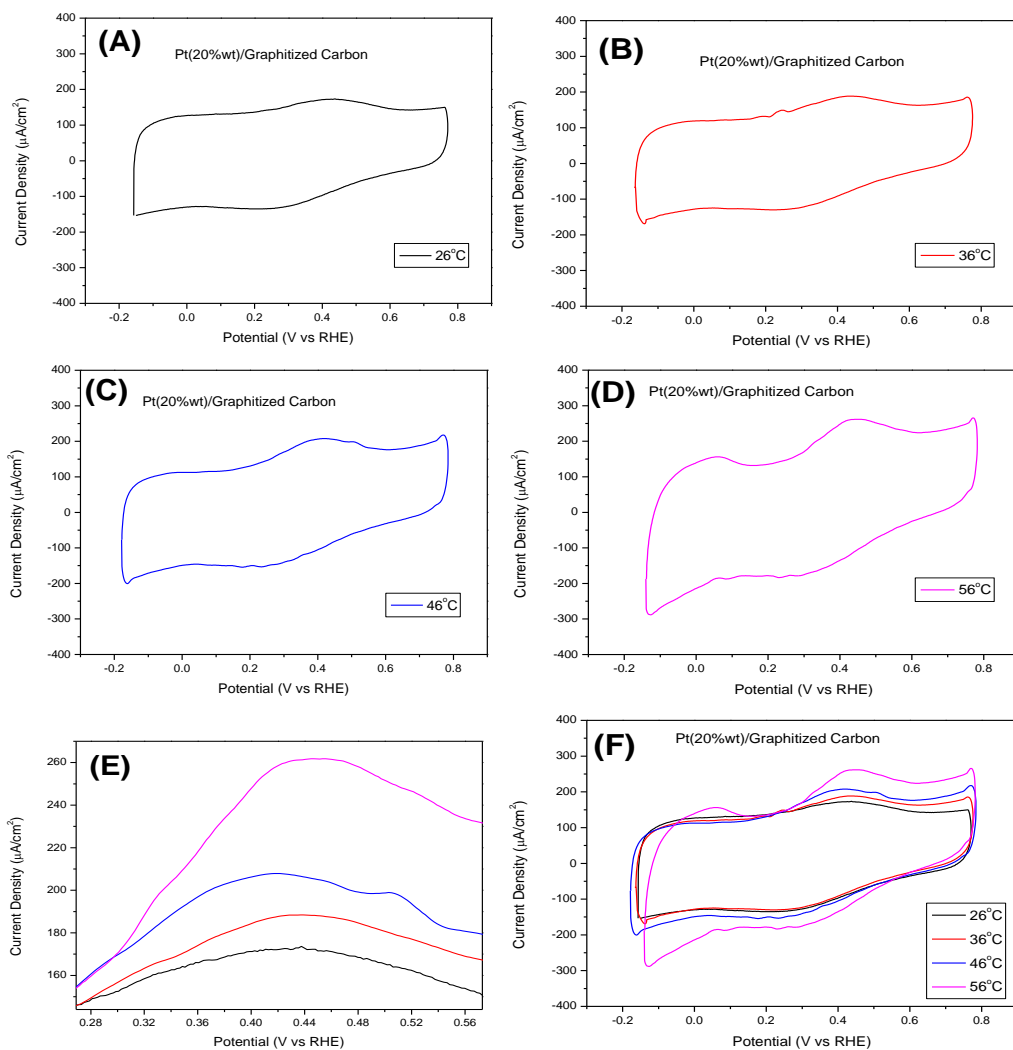 (A)
Pt(20%wt)/Graphitized Carbon
400
300
200
100
0
-100
-200
-300
-400
Current Density (μA/cm²)
26°C
-0.2 0.0 0.2 0.4 0.6 0.8
Potential (V vs RHE)
(B)
Pt(20%wt)/Graphitized Carbon
400
300
200
100
0
-100
-200
-300
-400
Current Density (μA/cm²)
36°C
-0.2 0.0 0.2 0.4 0.6 0.8
Potential (V vs RHE)
(C)
Pt(20%wt)/Graphitized Carbon
400
300
200
100
0
-100
-200
-300
-400
Current Density (μA/cm²)
46°C
-0.2 0.0 0.2 0.4 0.6 0.8
Potential (V vs RHE)
(D)
Pt(20%wt)/Graphitized Carbon
400
300
200
100
0
-100
-200
-300
-400
Current Density (μA/cm²)
56°C
-0.2 0.0 0.2 0.4 0.6 0.8
Potential (V vs RHE)
(E)
260
240
220
200
180
160
Current Density (μA/cm²)
0.28 0.32 0.36 0.40 0.44 0.48 0.52 0.56
Potential (V vs RHE)
(F)
Pt(20%wt)/Graphitized Carbon
400
300
200
100
0
-100
-200
-300
-400
Current Density (μA/cm²)
26°C
36°C
46°C
56°C
-0.2 0.0 0.2 0.4 0.6 0.8
Potential (V vs RHE)